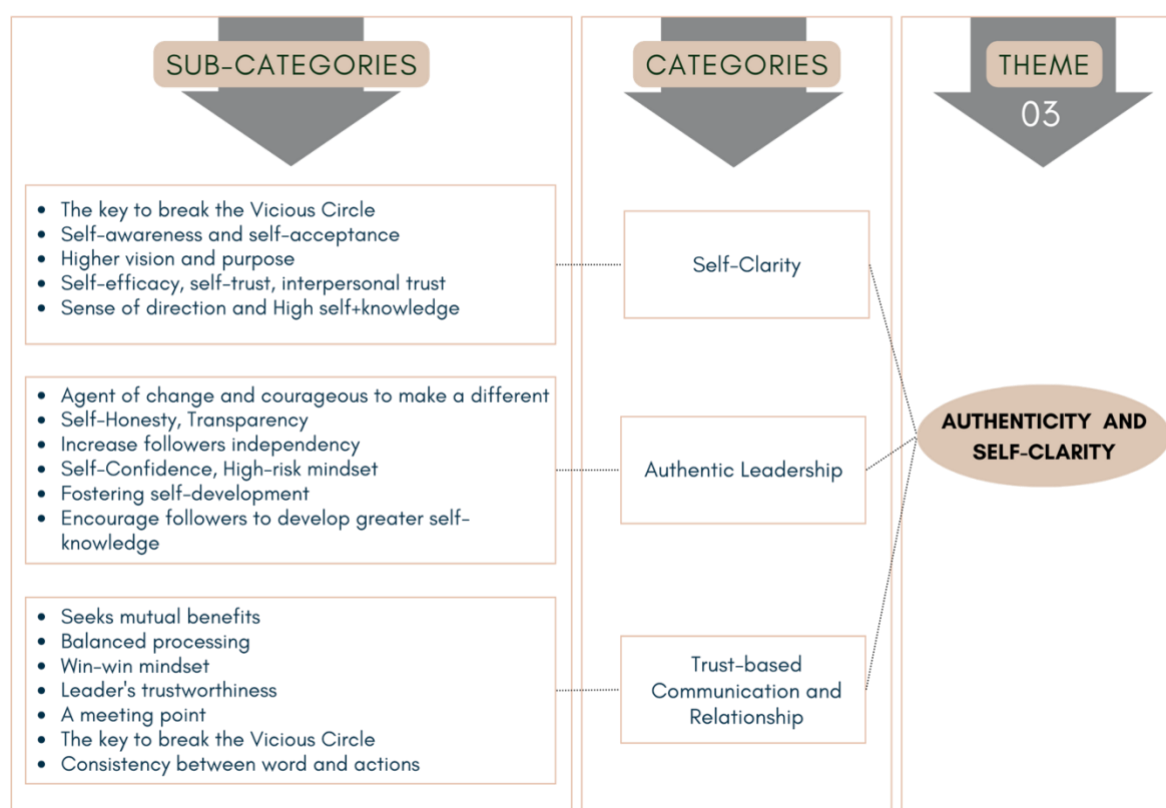 SUB-CATEGORIES
CATEGORIES
THEME
03
• The key to break the Vicious Circle
• Self-awareness and self-acceptance
• Higher vision and purpose
• Self-efficacy, self-trust, interpersonal trust
• Sense of direction and High self+knowledge
Self-Clarity
• Agent of change and courageous to make a different
• Self-Honesty, Transparency
• Increase followers independency
• Self-Confidence, High-risk mindset
• Fostering self-development
• Encourage followers to develop greater self-
knowledge
Authentic Leadership
AUTHENTICITY AND
SELF-CLARITY
• Seeks mutual benefits
• Balanced processing
• Win-win mindset
• Leader's trustworthiness
• A meeting point
• The key to break the Vicious Circle
• Consistency between word and actions
Trust-based
Communication and
Relationship